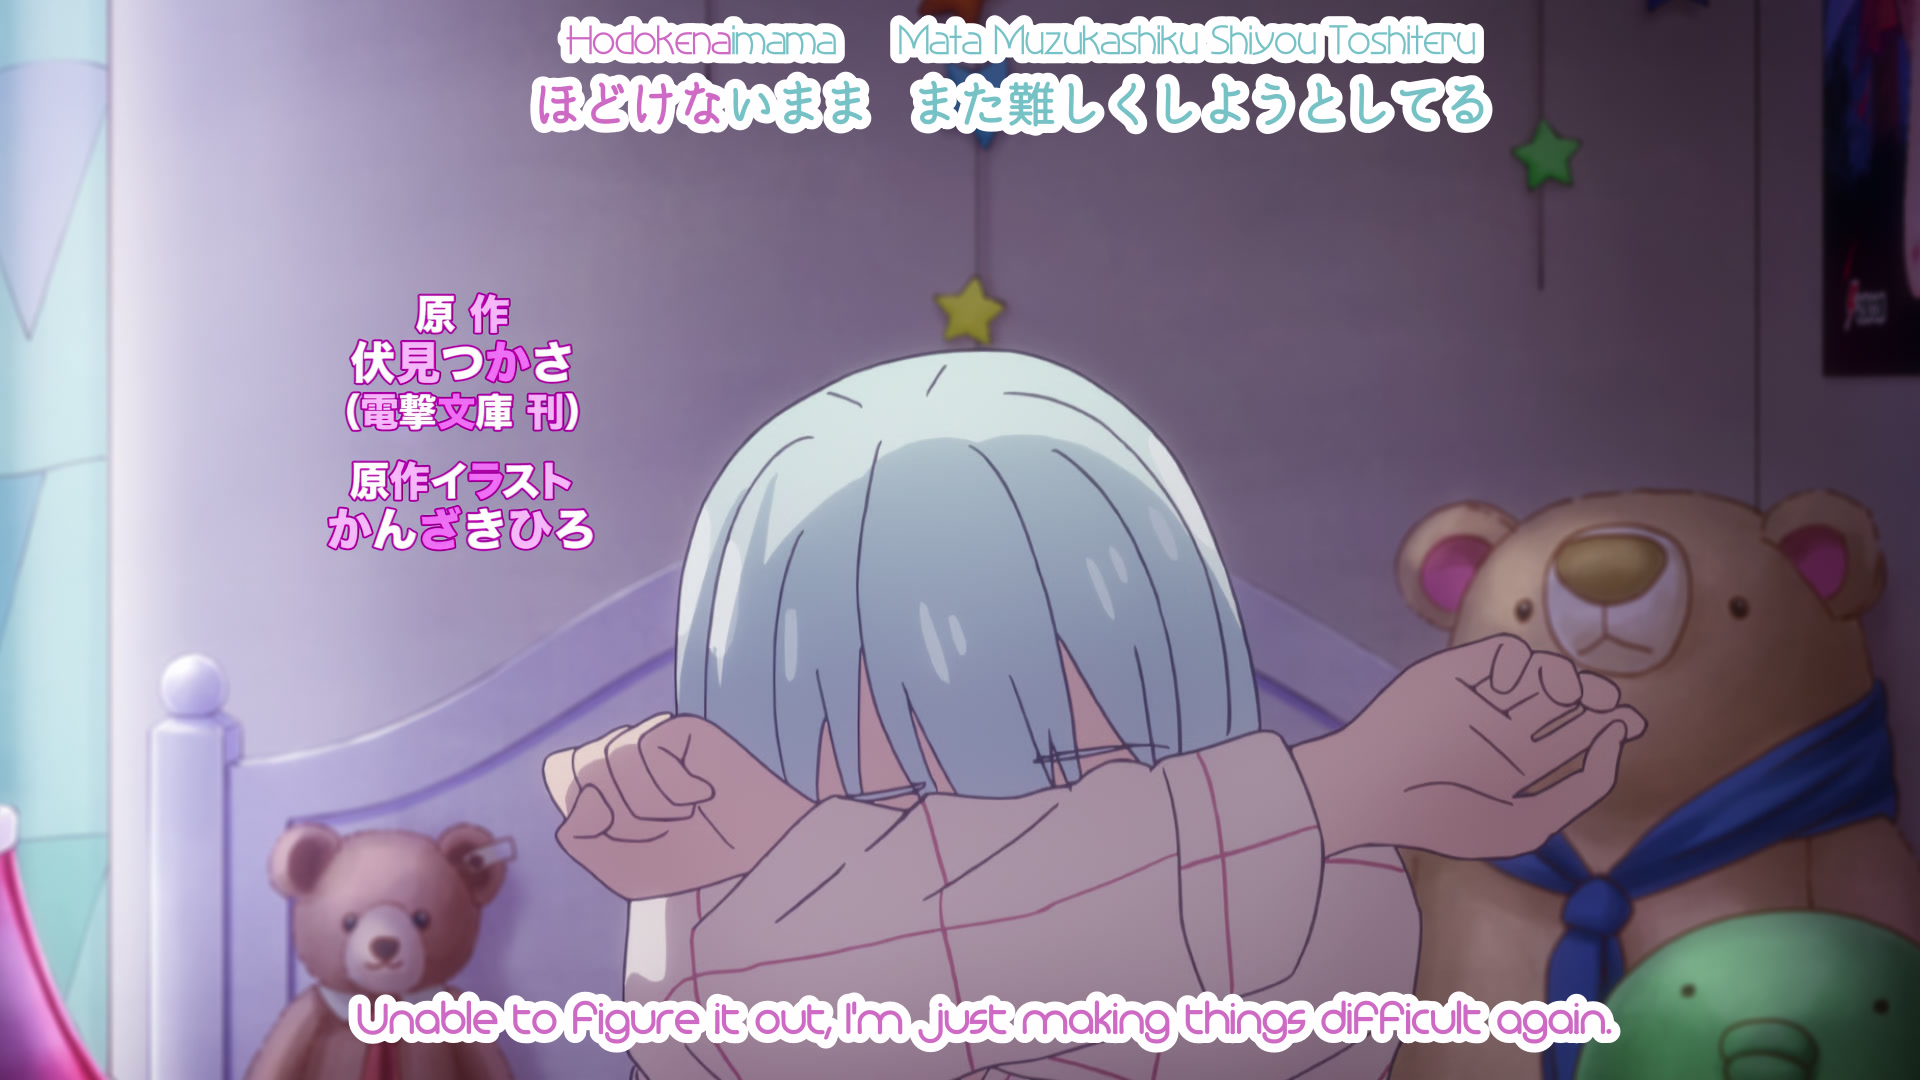 Hodokenaimama Mata Muzukashiku Shiyou Toshiteru
ほどけないまま　また難しくしようとしてる
原作
伏見つかさ
(電撃文庫 刊)
原作イラスト
かんざきひろ
Unable to figure it out, I'm just making things difficult again.